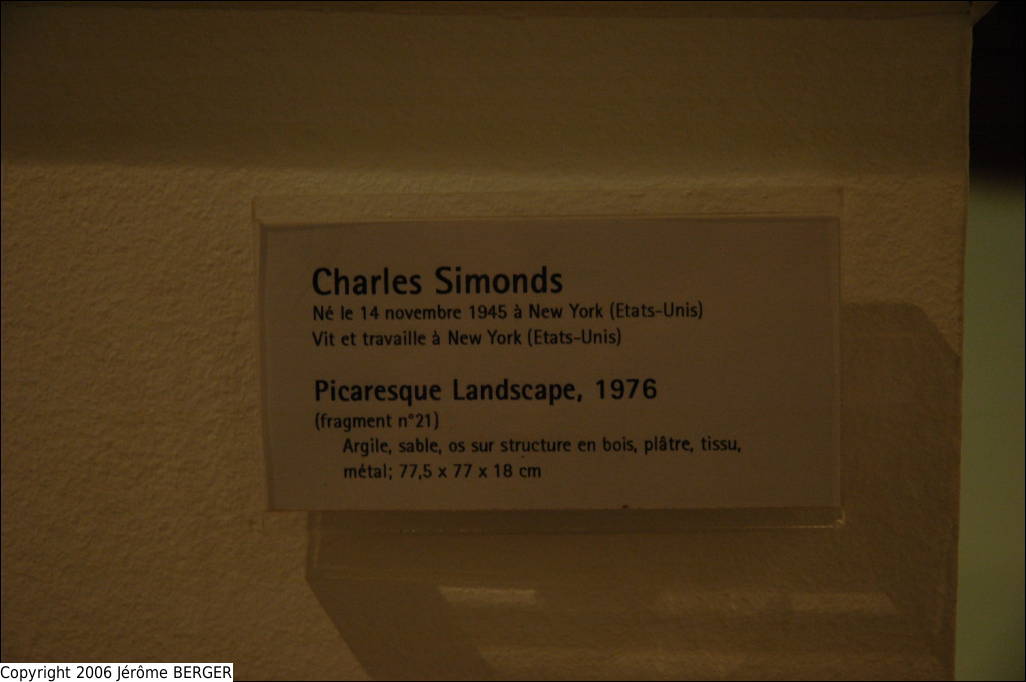 Charles Simonds
Né le 14 novembre 1945 à New York (Etats-Unis)
Vit et travaille à New York (Etats-Unis)
Picaresque Landscape, 1976
(fragment n°21)
Argile, sable, os sur structure en bois, plâtre, tissu,
métal; 77,5 x 77 x 18 cm
Copyright 2006 Jérôme BERGER